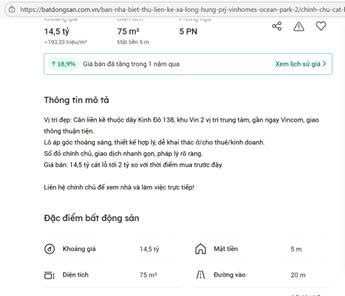 https://batdongsan.com.vn/ban-nha-biet-thu-lien-ke-xa-long-hung-prj-vinhomes-ocean-park-2/chinh-chu-cat-l
Khoảng giá Diện tích Phòng ngủ
14,5 tỷ 75 m² 5 PN
~193,33 triệu/m² Mặt tiền 5 m
18,9% Giá bán đã tăng trong 1 năm qua Xem lịch sử giá
Thông tin mô tả
Vị trí đẹp: Căn liền kề thuộc dãy Kinh Đô 138, khu Vin 2 vị trí trung tâm, gần ngay Vincom, giao
thông thuận tiện.
Lô áp góc thoáng sáng, thiết kế hợp lý, dễ khai thác ở/cho thuê/kinh doanh.
Sổ đỏ chính chủ, giao dịch nhanh gọn, pháp lý rõ ràng.
Giá bán: 14,5 tỷ cắt lỗ tới 2 tỷ so với thời điểm mua trước đây.
Liên hệ chính chủ để xem nhà và làm việc trực tiếp!
Đặc điểm bất động sản
Khoảng giá 14,5 tỷ Mặt tiền 5 m
Diện tích 75 m² Đường vào 20 m